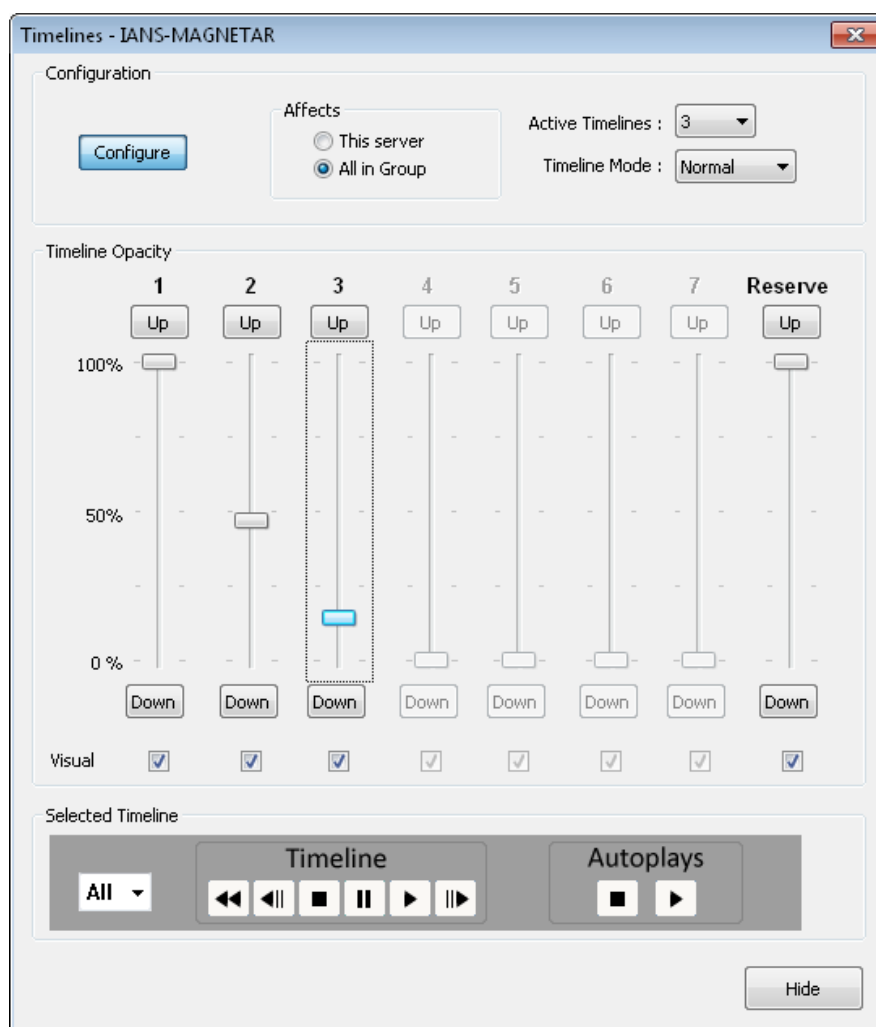 Timelines - IANS-MAGNETAR
Configuration
Configure
Affects
This server
All in Group
Active Timelines : 3
Timeline Mode : Normal
Timeline Opacity
1 2 3 4 5 6 7 Reserve
Up Up Up Up Up Up Up Up
100%
50%
0 %
Down Down Down Down Down Down Down Down
Visual
Selected Timeline
All
Timeline
Autoplays
Hide